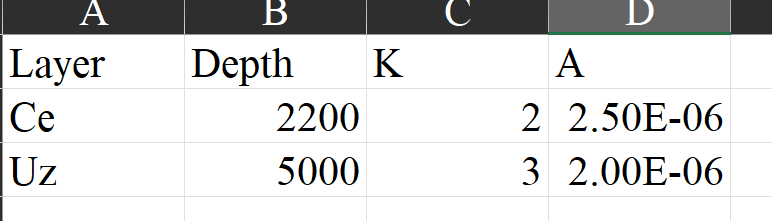 A B C D
Layer Depth K A
Ce 2200 2 2.50E-06
Uz 5000 3 2.00E-06